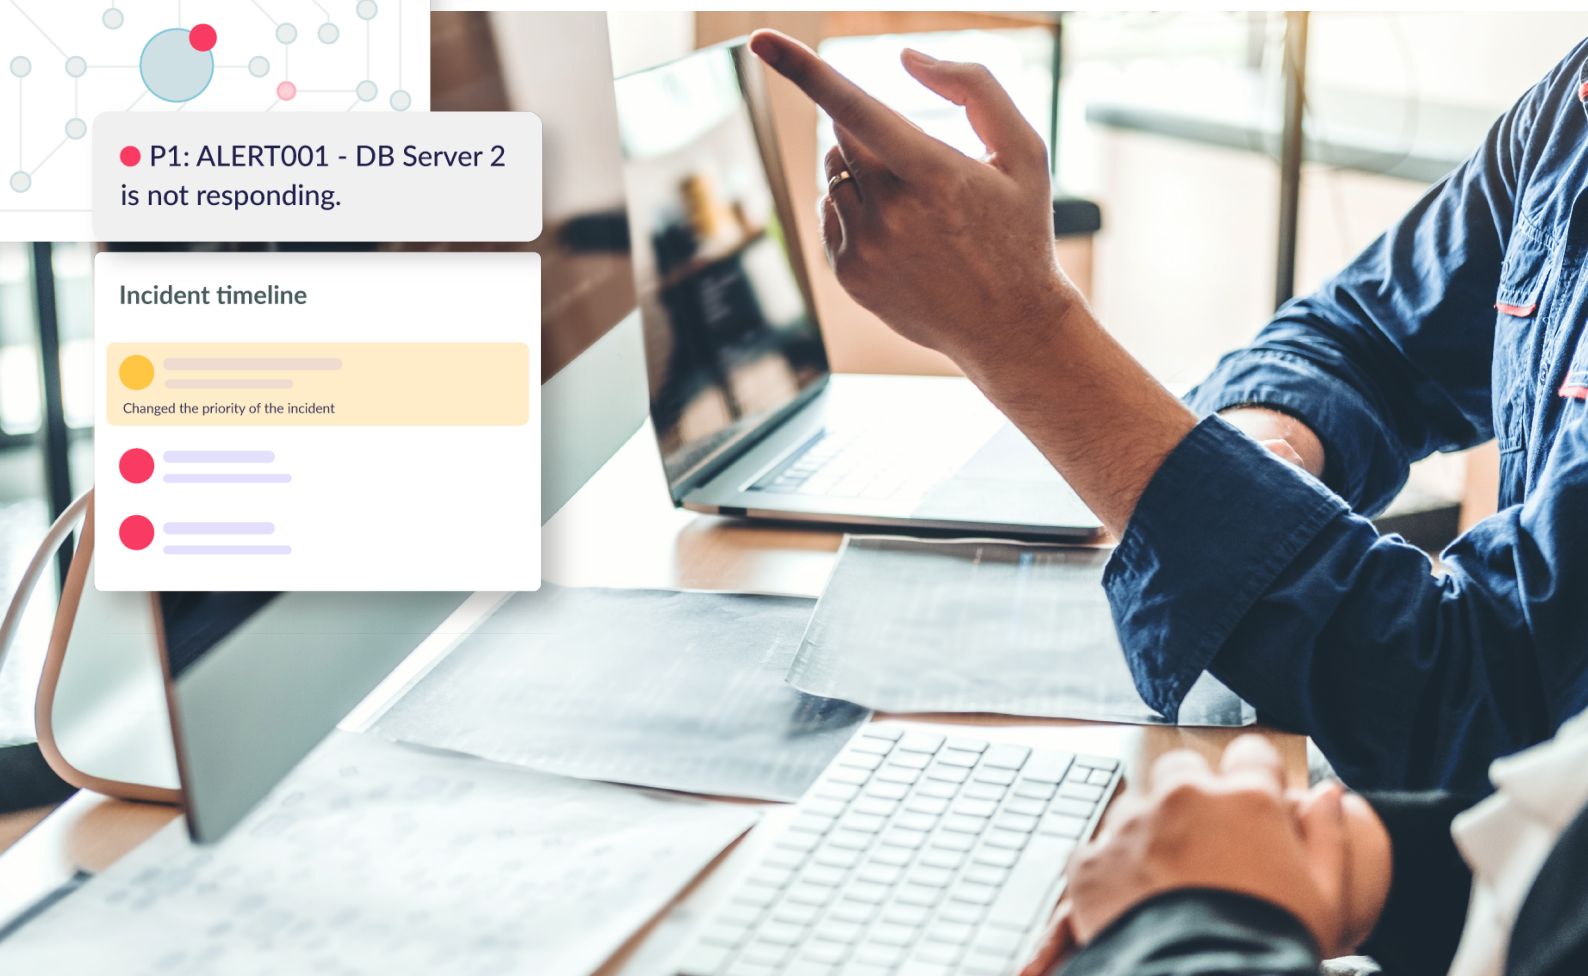 P1: ALERT001 - DB Server 2
is not responding.
Incident timeline
Changed the priority of the incident